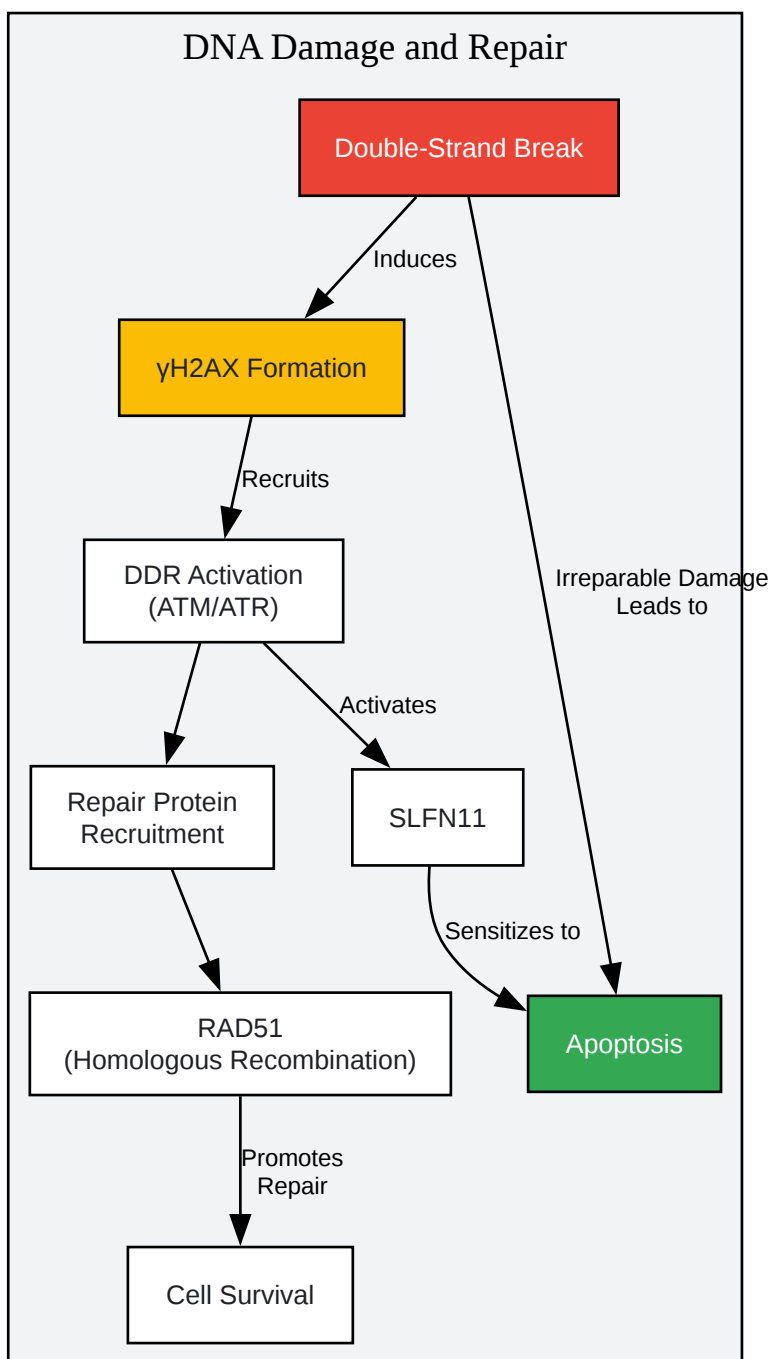 DNA Damage and Repair
Double-Strand Break
Induces
γH2AX Formation
Recruits
DDR Activation
(ATM/ATR)
Irreparable Damage
Leads to
Activates
Repair Protein
Recruitment
SLFN11
Sensitizes to
RAD51
(Homologous Recombination)
Apoptosis
Promotes
Repair
Cell Survival